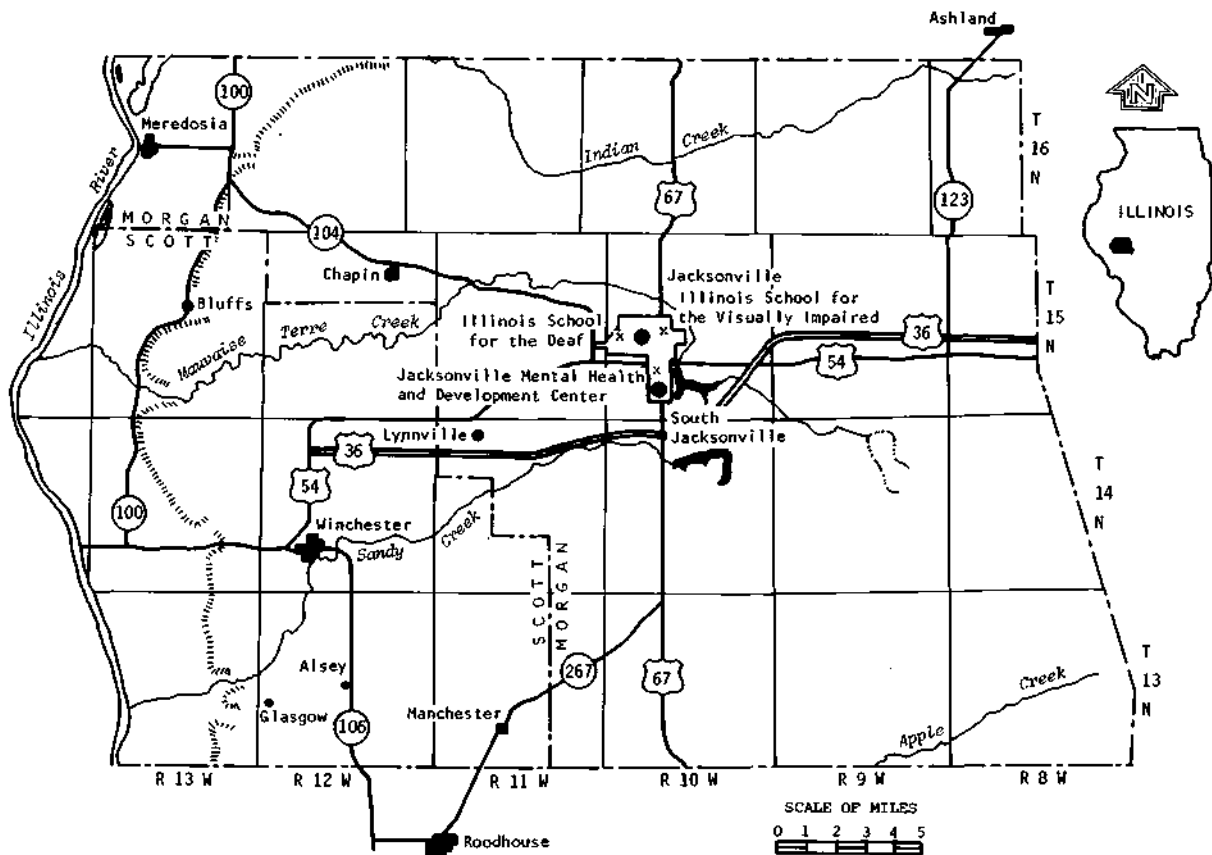 Ashland
100
Meredosia
Indian Creek
N
T
16
N
ILLINOIS
River
67
123
MORGAN
SCOTT
104
Chapin
Jacksonville
Illinois School for
the Visually Impaired
T
15
N
Illinois
Bluffs
Mauvaise Terre Creek
Illinois School
for the Deaf
36
54
Jacksonville Mental Health
and Development Center
South
Jacksonville
Lynnville
36
54
T
14
N
100
Winchester
Sandy Creek
SCOTT
MORGAN
Alsey
267
67
T
13
N
Glasgow
106
Manchester
Apple Creek
R 13 W
R 12 W
R 11 W
R 10 W
R 9 W
R 8 W
SCALE OF MILES
0 1 2 3 4 5
Roodhouse